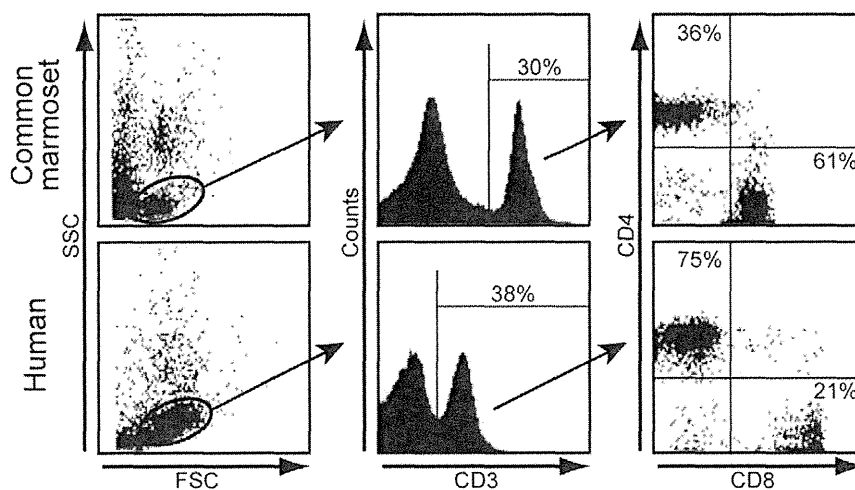 Common
marmoset
Human
SSC
FSC
Counts
30%
38%
CD3
CD4
36%
61%
75%
21%
CD8